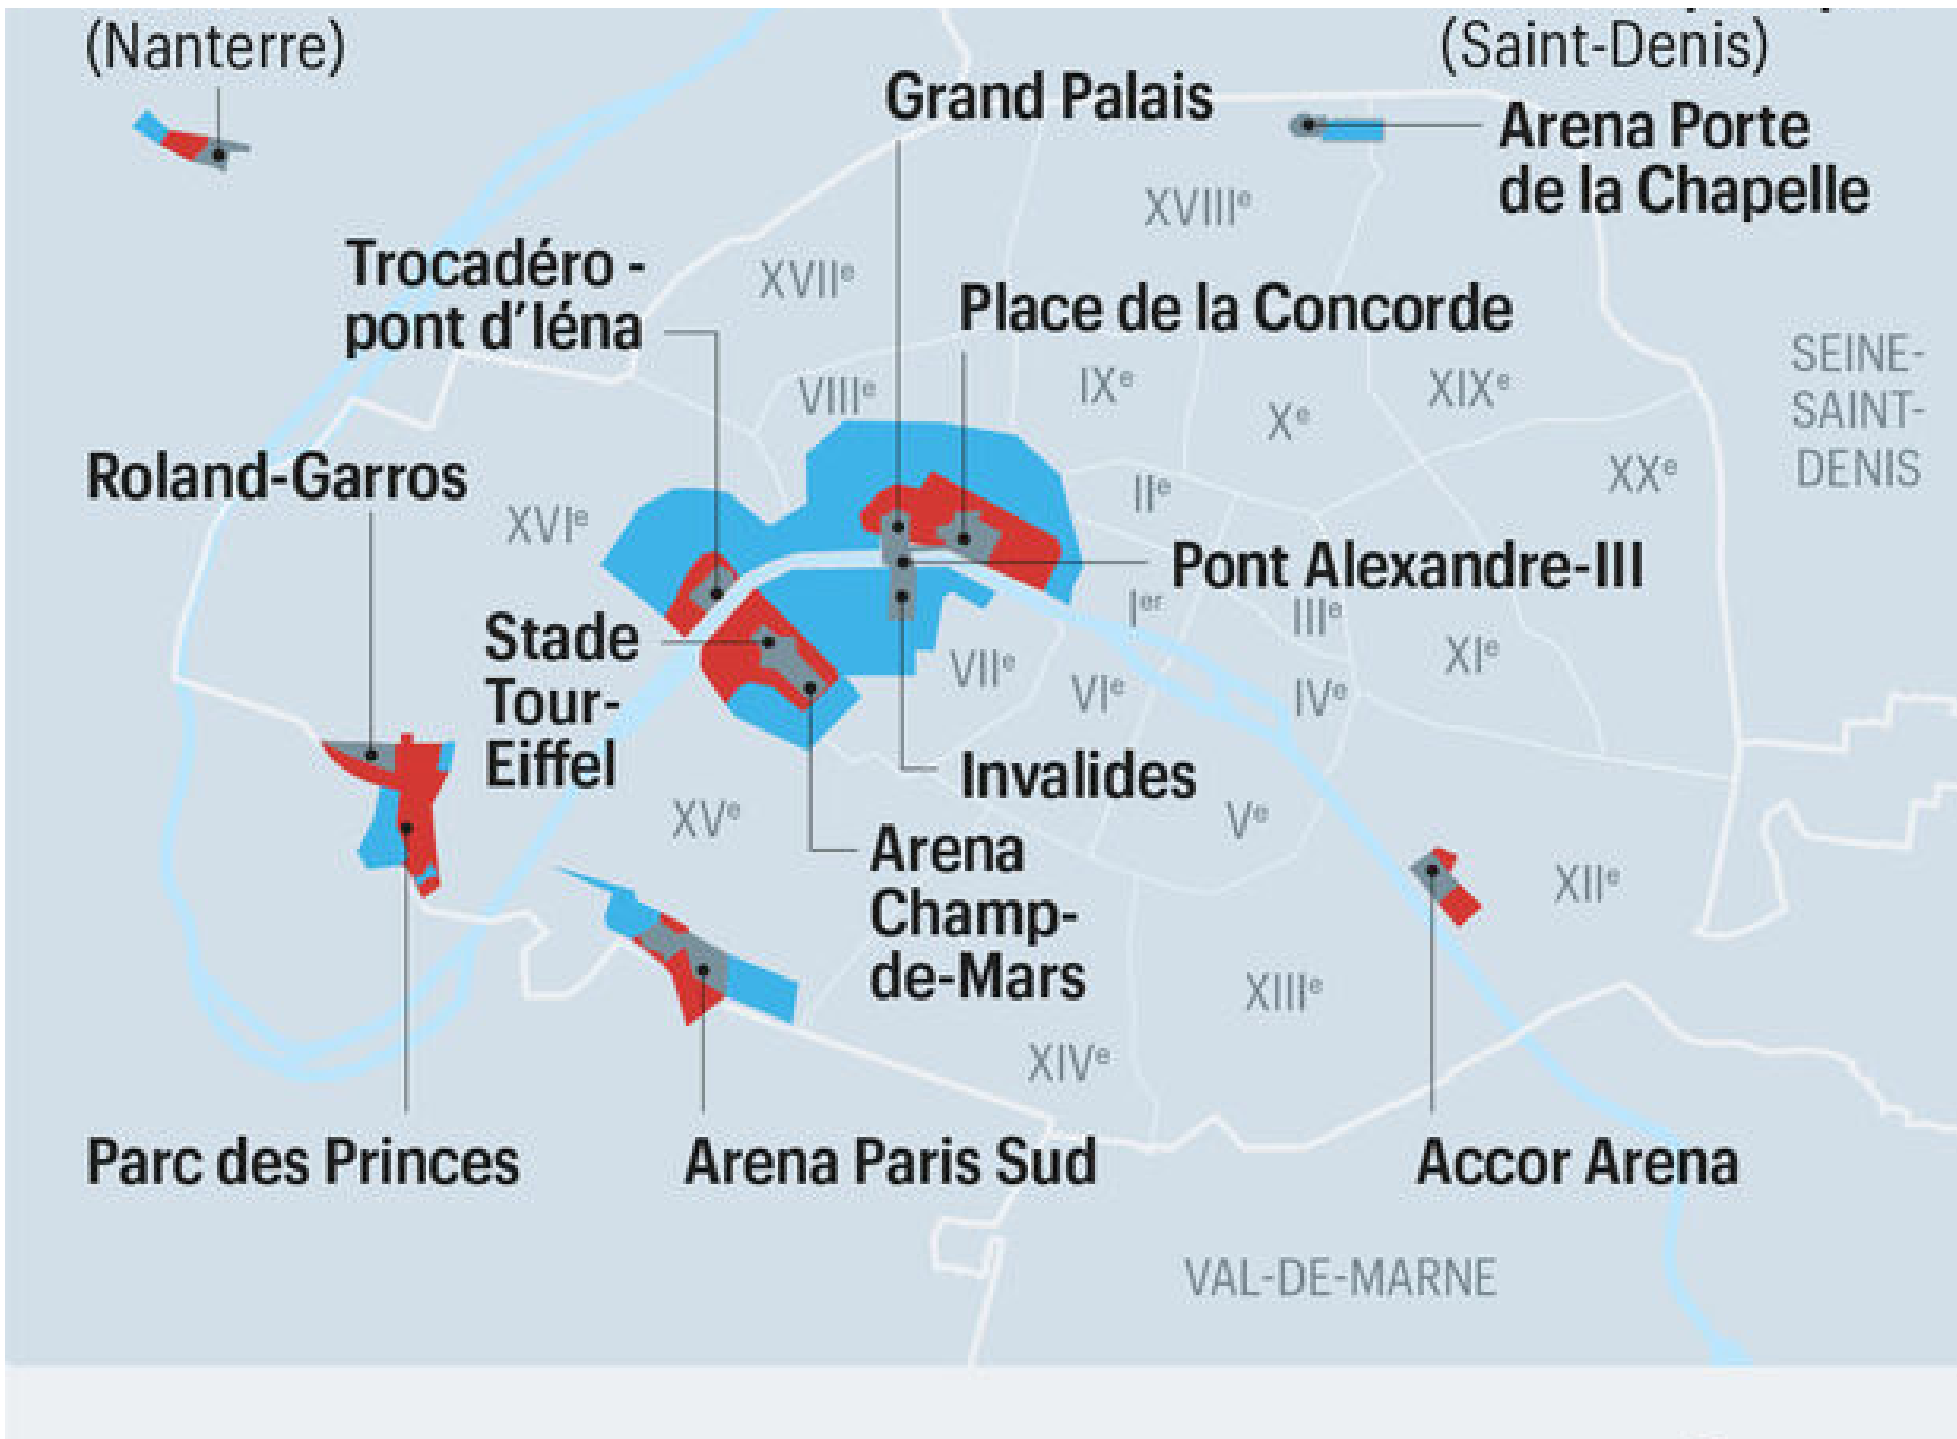 (Nanterre)
(Saint-Denis)
Grand Palais
Arena Porte
de la Chapelle
XVIIIe
Trocadéro -
pont d'Iéna
XVIIe
Place de la Concorde
SEINE-
SAINT-
DENIS
VIIIe
IXe
Xe
XIXe
XXe
Roland-Garros
XVIe
IIe
Pont Alexandre-III
Ier
IIIe
Stade
Tour-
Eiffel
VIIe
VIe
IVe
XIe
Invalides
XVe
Ve
Arena
Champ-
de-Mars
XIIe
XIIIe
XIVe
Parc des Princes
Arena Paris Sud
Accor Arena
VAL-DE-MARNE